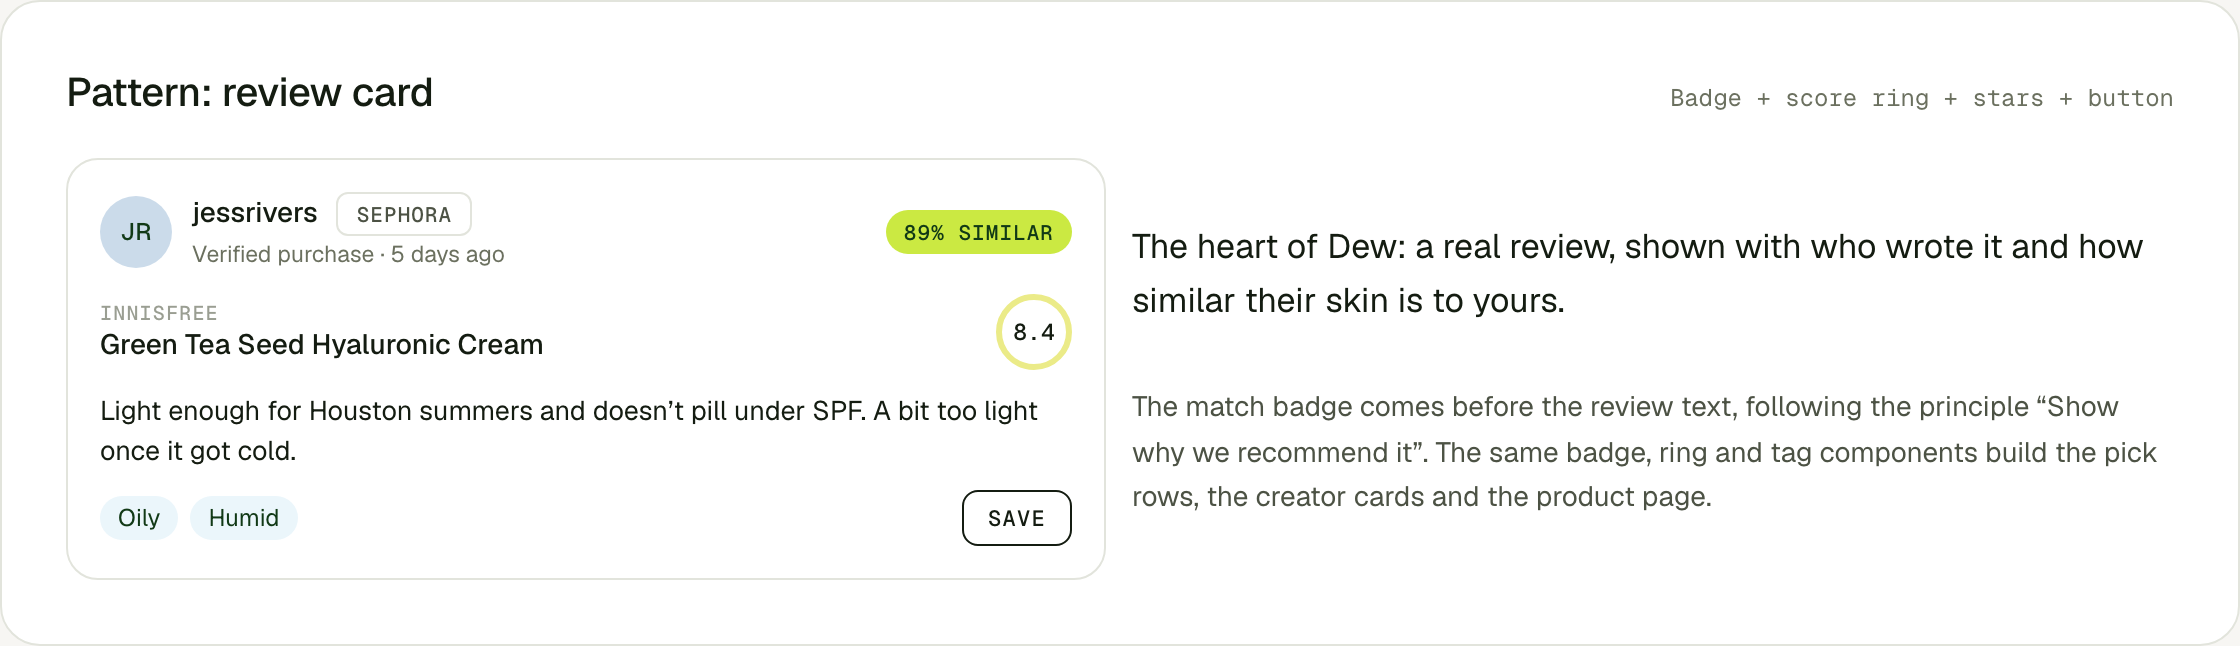 Pattern: review card
Badge + score ring + stars + button
JR
jessrivers
SEPHORA
Verified purchase · 5 days ago
89% SIMILAR
INNISFREE
Green Tea Seed Hyaluronic Cream
8.4
Light enough for Houston summers and doesn’t pill under SPF. A bit too light
once it got cold.
Oily
Humid
SAVE
The heart of Dew: a real review, shown with who wrote it and how
similar their skin is to yours.
The match badge comes before the review text, following the principle “Show
why we recommend it”. The same badge, ring and tag components build the pick
rows, the creator cards and the product page.